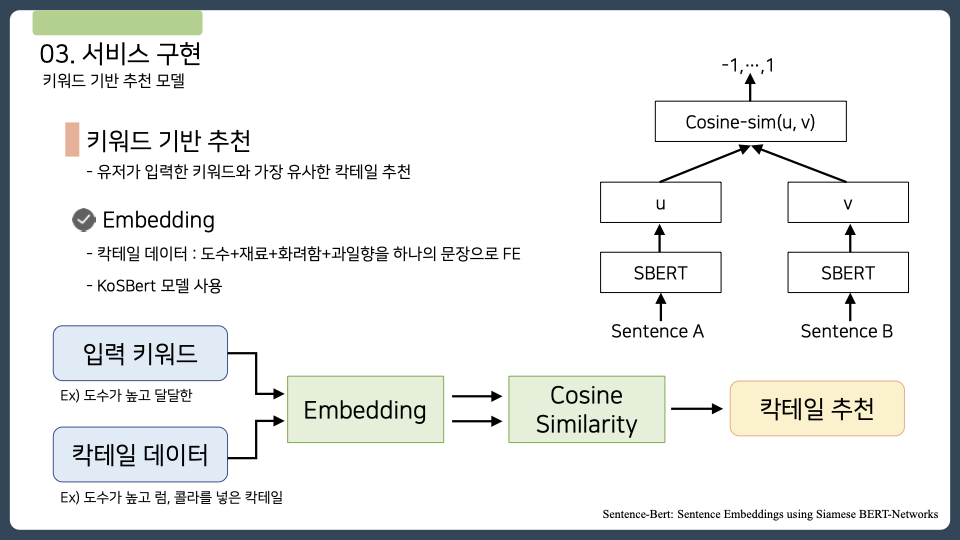 03. 서비스 구현
키워드 기반 추천 모델
키워드 기반 추천
- 유저가 입력한 키워드와 가장 유사한 칵테일 추천
Embedding
- 칵테일 데이터 : 도수+재료+화려함+과일향을 하나의 문장으로 FE
- KoSBert 모델 사용
-1,…,1
Cosine-sim(u, v)
u
v
SBERT
SBERT
Sentence A
Sentence B
입력 키워드
Ex) 도수가 높고 달달한
칵테일 데이터
Ex) 도수가 높고 럼, 콜라를 넣은 칵테일
Embedding
Cosine
Similarity
칵테일 추천
Sentence-Bert: Sentence Embeddings using Siamese BERT-Networks